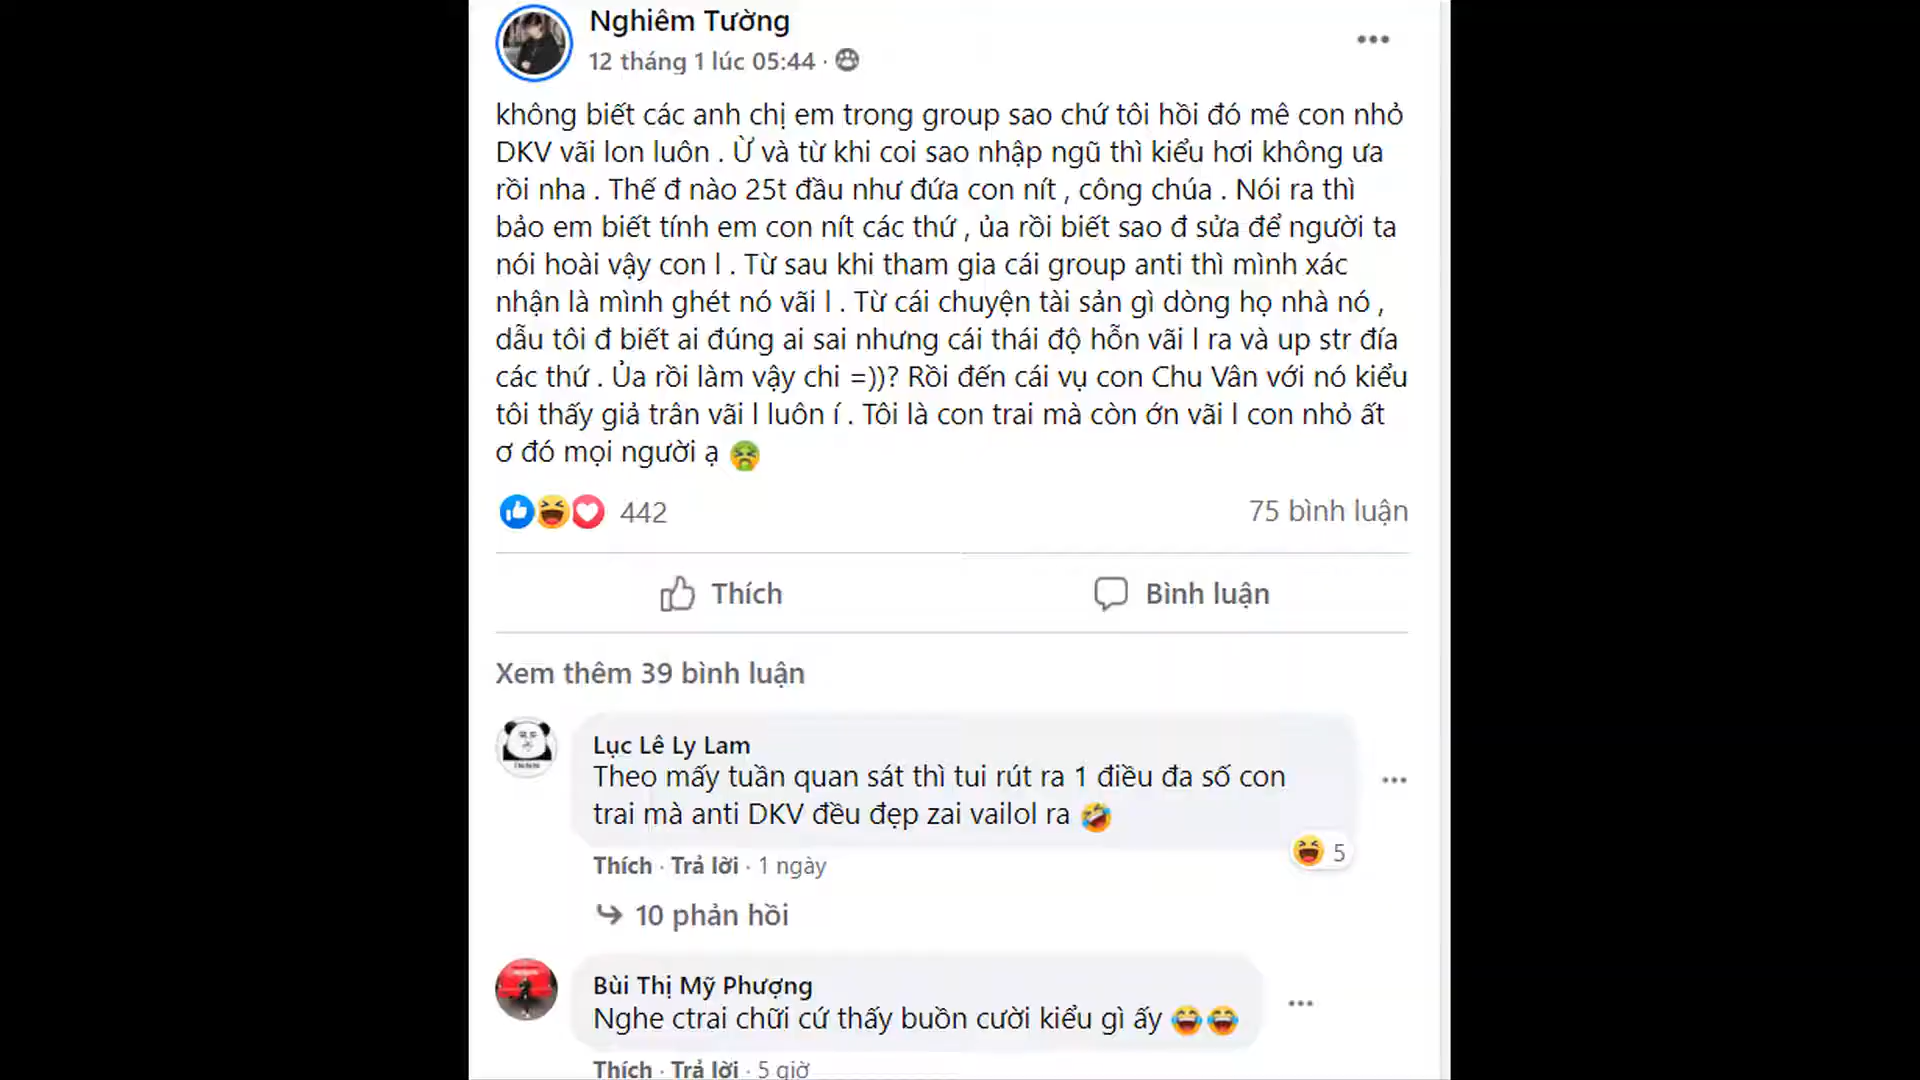 Nghiêm Tường
12 tháng 1 lúc 05:44 ·
không biết các anh chị em trong group sao chứ tôi hồi đó mê con nhỏ
DKV vãi lon luôn . Ừ và từ khi coi sao nhập ngũ thì kiểu hơi không ưa
rồi nha . Thế đ nào 25t đầu như đứa con nít , công chúa . Nói ra thì
bảo em biết tính em con nít các thứ , ủa rồi biết sao đ sửa để người ta
nói hoài vậy con l . Từ sau khi tham gia cái group anti thì mình xác
nhận là mình ghét nó vãi l . Từ cái chuyện tài sản gì dòng họ nhà nó ,
dẫu tôi đ biết ai đúng ai sai nhưng cái thái độ hỗn vãi l ra và up str đía
các thứ . Ủa rồi làm vậy chi =))? Rồi đến cái vụ con Chu Vân với nó kiểu
tôi thấy giả trân vãi l luôn í . Tôi là con trai mà còn ớn vãi l con nhỏ ất
ơ đó mọi người ạ 🤮
442
75 bình luận
Thích
Bình luận
Xem thêm 39 bình luận
Lục Lê Ly Lam
Theo mấy tuần quan sát thì tui rút ra 1 điều đa số con
trai mà anti DKV đều đẹp zai vailol ra 🤣
5
Thích · Trả lời · 1 ngày
10 phản hồi
Bùi Thị Mỹ Phượng
Nghe ctrai chữi cứ thấy buồn cười kiểu gì ấy 😂😂
Thích · Trả lời · 5 giờ